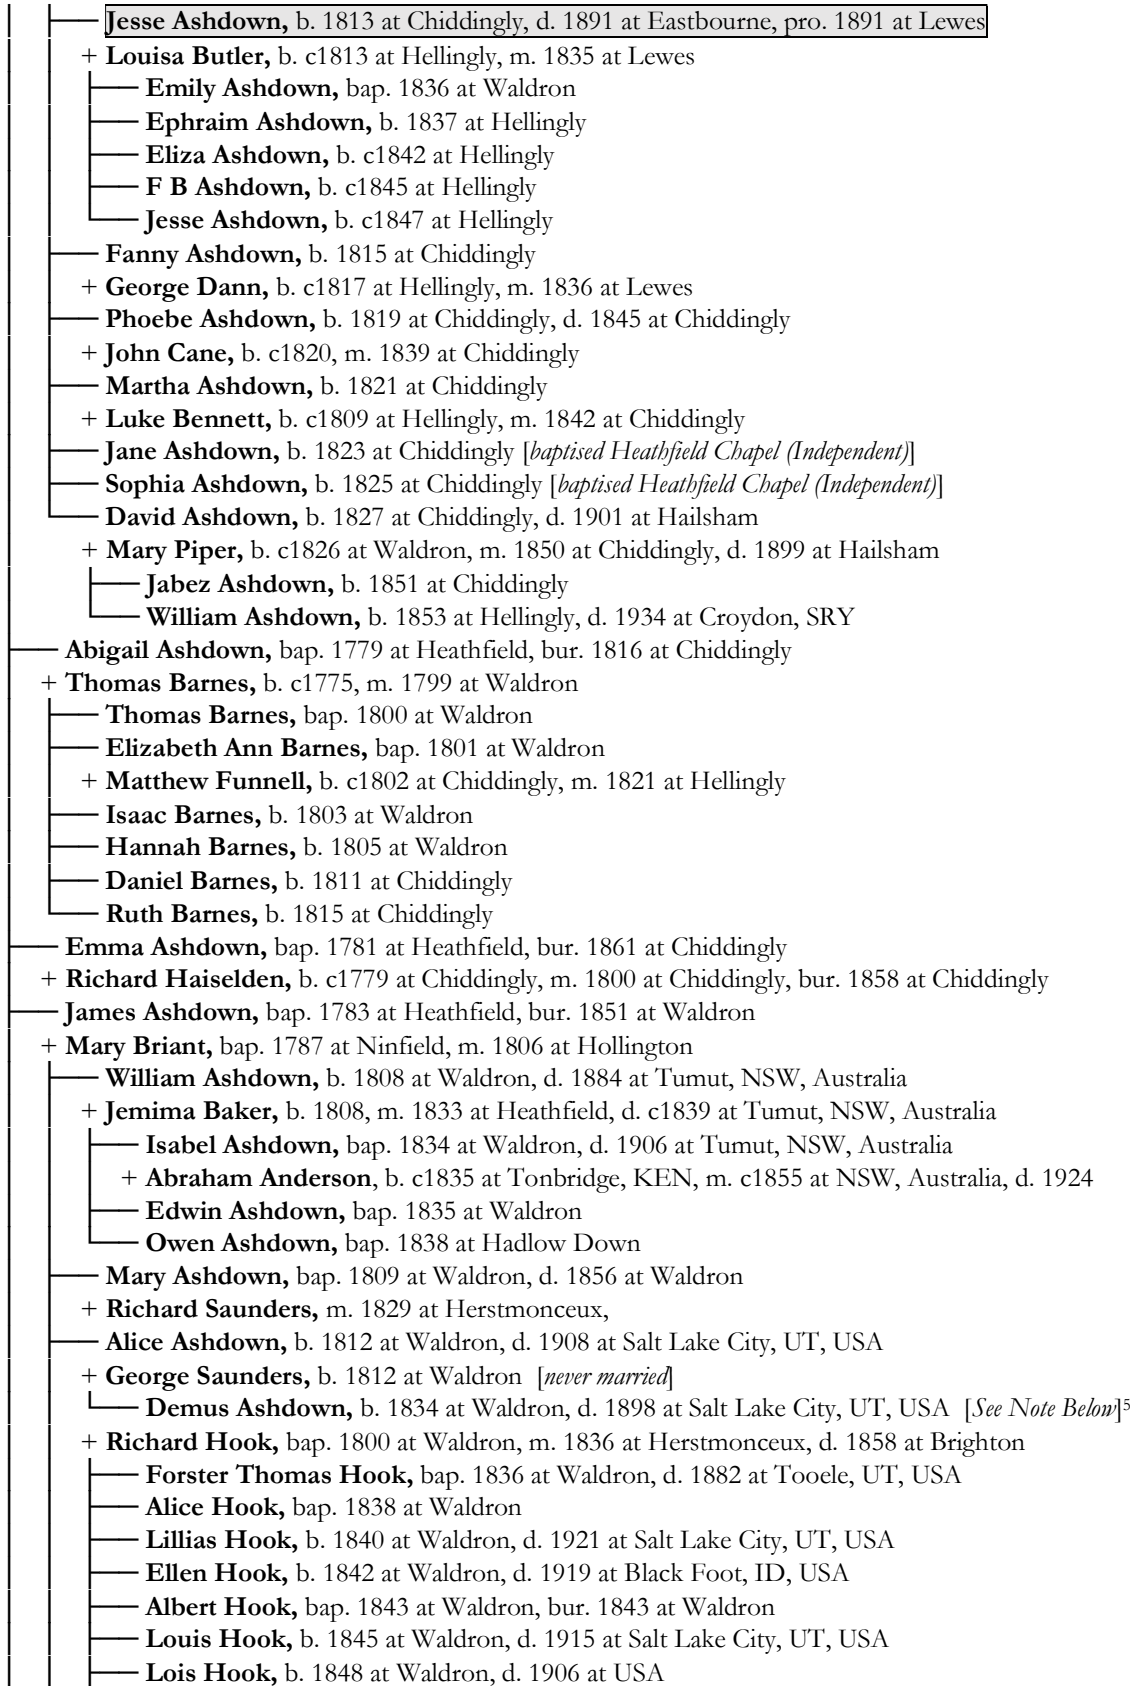 Jesse Ashdown, b. 1813 at Chiddingly, d. 1891 at Eastbourne, pro. 1891 at Lewes
+ Louisa Butler, b. c1813 at Hellingly, m. 1835 at Lewes
Emily Ashdown, bap. 1836 at Waldron
Ephraim Ashdown, b. 1837 at Hellingly
Eliza Ashdown, b. c1842 at Hellingly
F B Ashdown, b. c1845 at Hellingly
Jesse Ashdown, b. c1847 at Hellingly
Fanny Ashdown, b. 1815 at Chiddingly
+ George Dann, b. c1817 at Hellingly, m. 1836 at Lewes
Phoebe Ashdown, b. 1819 at Chiddingly, d. 1845 at Chiddingly
+ John Cane, b. c1820, m. 1839 at Chiddingly
Martha Ashdown, b. 1821 at Chiddingly
+ Luke Bennett, b. c1809 at Hellingly, m. 1842 at Chiddingly
Jane Ashdown, b. 1823 at Chiddingly [baptised Heathfield Chapel (Independent)]
Sophia Ashdown, b. 1825 at Chiddingly [baptised Heathfield Chapel (Independent)]
David Ashdown, b. 1827 at Chiddingly, d. 1901 at Hailsham
+ Mary Piper, b. c1826 at Waldron, m. 1850 at Chiddingly, d. 1899 at Hailsham
Jabez Ashdown, b. 1851 at Chiddingly
William Ashdown, b. 1853 at Hellingly, d. 1934 at Croydon, SRY
Abigail Ashdown, bap. 1779 at Heathfield, bur. 1816 at Chiddingly
+ Thomas Barnes, b. c1775, m. 1799 at Waldron
Thomas Barnes, bap. 1800 at Waldron
Elizabeth Ann Barnes, bap. 1801 at Waldron
+ Matthew Funnell, b. c1802 at Chiddingly, m. 1821 at Hellingly
Isaac Barnes, b. 1803 at Waldron
Hannah Barnes, b. 1805 at Waldron
Daniel Barnes, b. 1811 at Chiddingly
Ruth Barnes, b. 1815 at Chiddingly
Emma Ashdown, bap. 1781 at Heathfield, bur. 1861 at Chiddingly
+ Richard Haiselden, b. c1779 at Chiddingly, m. 1800 at Chiddingly, bur. 1858 at Chiddingly
James Ashdown, bap. 1783 at Heathfield, bur. 1851 at Waldron
+ Mary Briant, bap. 1787 at Ninfield, m. 1806 at Hollington
William Ashdown, b. 1808 at Waldron, d. 1884 at Tumut, NSW, Australia
+ Jemima Baker, b. 1808, m. 1833 at Heathfield, d. c1839 at Tumut, NSW, Australia
Isabel Ashdown, bap. 1834 at Waldron, d. 1906 at Tumut, NSW, Australia
+ Abraham Anderson, b. c1835 at Tonbridge, KEN, m. c1855 at NSW, Australia, d. 1924
Edwin Ashdown, bap. 1835 at Waldron
Owen Ashdown, bap. 1838 at Hadlow Down
Mary Ashdown, bap. 1809 at Waldron, d. 1856 at Waldron
+ Richard Saunders, m. 1829 at Herstmonceux,
Alice Ashdown, b. 1812 at Waldron, d. 1908 at Salt Lake City, UT, USA
+ George Saunders, b. 1812 at Waldron [never married]
Demus Ashdown, b. 1834 at Waldron, d. 1898 at Salt Lake City, UT, USA [See Note Below]5
+ Richard Hook, bap. 1800 at Waldron, m. 1836 at Herstmonceux, d. 1858 at Brighton
Forster Thomas Hook, bap. 1836 at Waldron, d. 1882 at Tooele, UT, USA
Alice Hook, bap. 1838 at Waldron
Lillias Hook, b. 1840 at Waldron, d. 1921 at Salt Lake City, UT, USA
Ellen Hook, b. 1842 at Waldron, d. 1919 at Black Foot, ID, USA
Albert Hook, bap. 1843 at Waldron, bur. 1843 at Waldron
Louis Hook, b. 1845 at Waldron, d. 1915 at Salt Lake City, UT, USA
Lois Hook, b. 1848 at Waldron, d. 1906 at USA